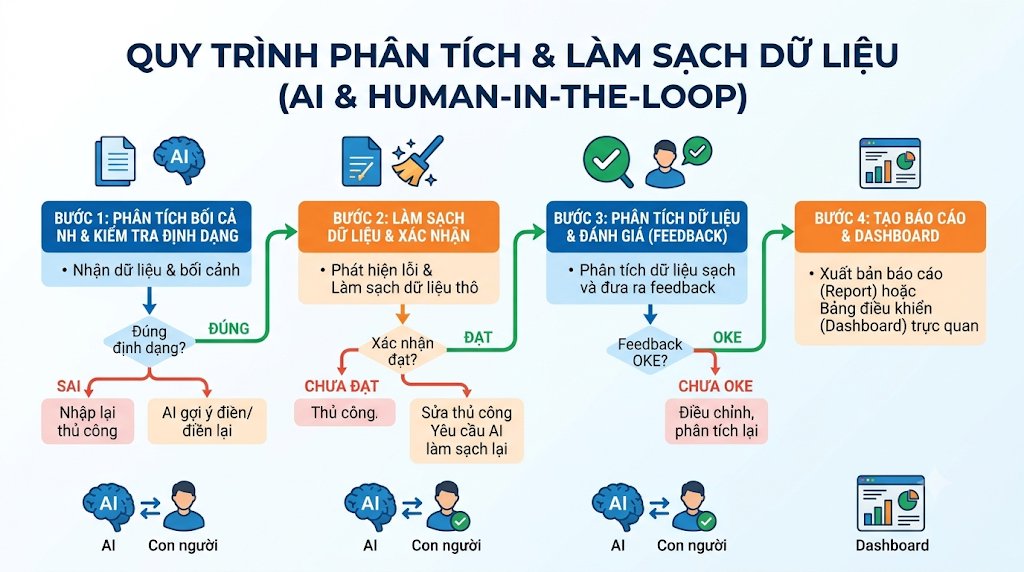 QUY TRÌNH PHÂN TÍCH & LÀM SẠCH DỮ LIỆU
(AI & HUMAN-IN-THE-LOOP)
AI
BƯỚC 1: PHÂN TÍCH BỐI CẢ
NH & KIỂM TRA ĐỊNH DẠNG
• Nhận dữ liệu & bối cảnh
Đúng
định dạng?
ĐÚNG
SAI
Nhập lại
thủ công
AI gợi ý điền/
điền lại
BƯỚC 2: LÀM SẠCH
DỮ LIỆU & XÁC NHẬN
• Phát hiện lỗi &
Làm sạch dữ liệu thô
Xác nhận
đạt?
ĐẠT
CHƯA ĐẠT
Thủ công.
Sửa thủ công
Yêu cầu AI
làm sạch lại
BƯỚC 3: PHÂN TÍCH DỮ LIỆU
& ĐÁNH GIÁ (FEEDBACK)
• Phân tích dữ liệu sạch
và đưa ra feedback
Feedback
OKE?
OKE
CHƯA OKE
Điều chỉnh,
phân tích lại
BƯỚC 4: TẠO BÁO CÁO
& DASHBOARD
• Xuất bản báo cáo
(Report) hoặc
Bảng điều khiển
(Dashboard) trực quan
AI
AI
Con người
AI
AI
Con người
AI
AI
Con người
Dashboard